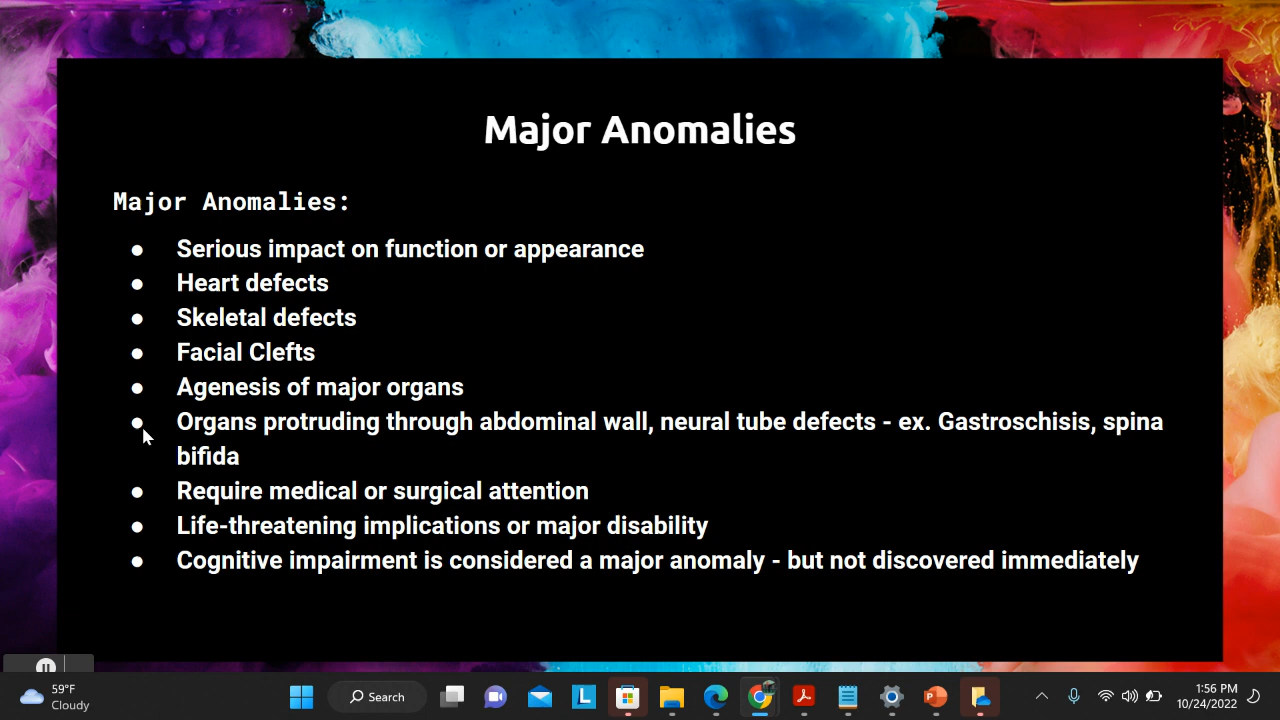 Major Anomalies
Major Anomalies:
● Serious impact on function or appearance
● Heart defects
● Skeletal defects
● Facial Clefts
● Agenesis of major organs
● Organs protruding through abdominal wall, neural tube defects - ex. Gastroschisis, spina
bifida
● Require medical or surgical attention
● Life-threatening implications or major disability
● Cognitive impairment is considered a major anomaly - but not discovered immediately
59°F
Cloudy
Search
L
P
1:56 PM
10/24/2022